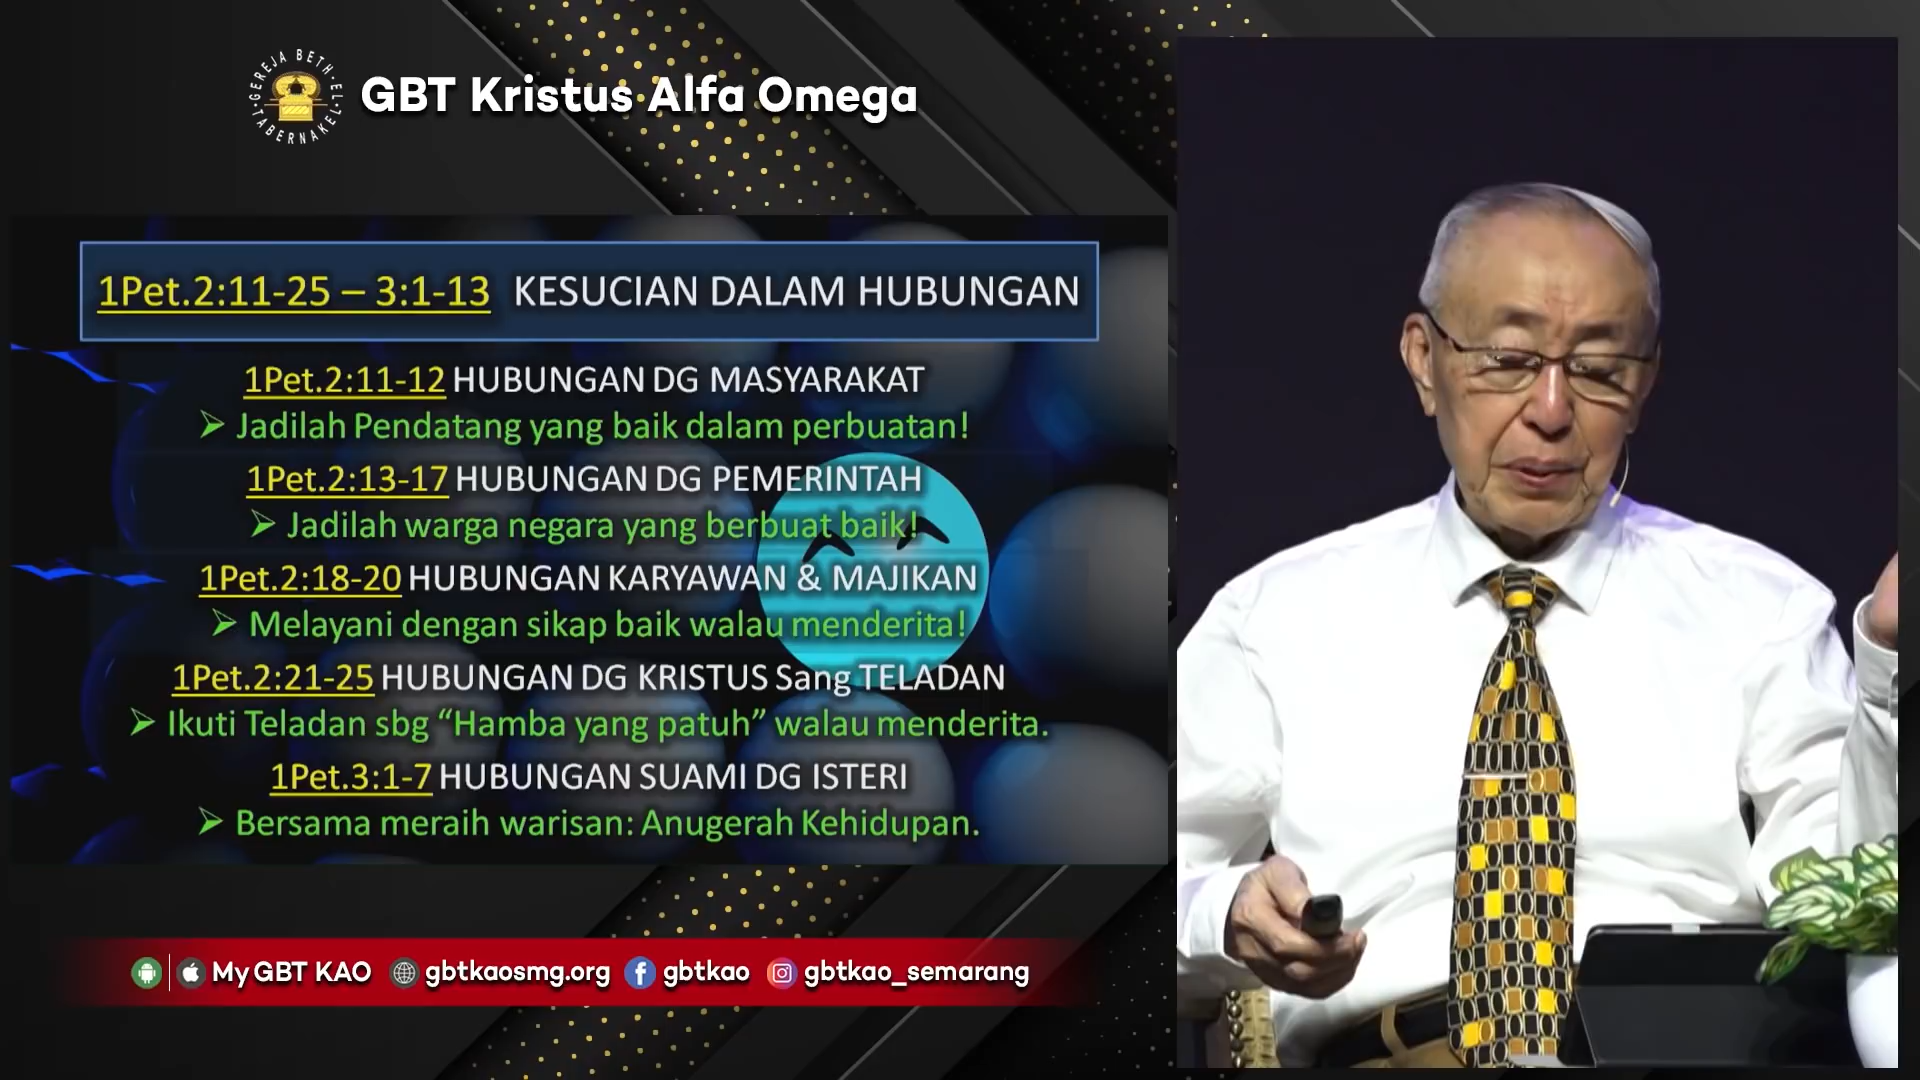 GEREJA BETH-EL TABERNAKEL
GBT Kristus Alfa Omega
1Pet.2:11-25 – 3:1-13 KESUCIAN DALAM HUBUNGAN
1Pet.2:11-12 HUBUNGAN DG MASYARAKAT
➢ Jadilah Pendatang yang baik dalam perbuatan!
1Pet.2:13-17 HUBUNGAN DG PEMERINTAH
➢ Jadilah warga negara yang berbuat baik!
1Pet.2:18-20 HUBUNGAN KARYAWAN & MAJIKAN
➢ Melayani dengan sikap baik walau menderita!
1Pet.2:21-25 HUBUNGAN DG KRISTUS Sang TELADAN
➢ Ikuti Teladan sbg “Hamba yang patuh” walau menderita.
1Pet.3:1-7 HUBUNGAN SUAMI DG ISTERI
➢ Bersama meraih warisan: Anugerah Kehidupan.
My GBT KAO gbtkaosmg.org gbtkao gbtkao_semarang